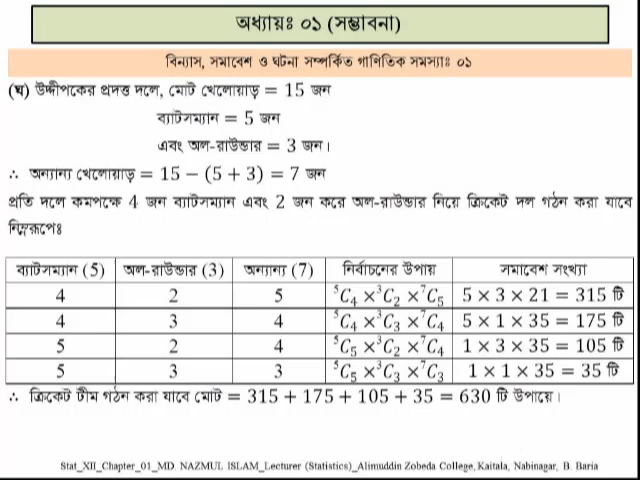 অধ্যায়ঃ ০১ (সম্ভাবনা)
বিন্যাস, সমাবেশ ও ঘটনা সম্পর্কিত গাণিতিক সমস্যাঃ ০১
(ঘ) উদ্দীপকের প্রদত্ত দলে, মোট খেলোয়াড় = 15 জন
ব্যাটসম্যান = 5 জন
এবং অল-রাউন্ডার = 3 জন।
∴ অন্যান্য খেলোয়াড় = 15 − (5 + 3) = 7 জন
প্রতি দলে কমপক্ষে 4 জন ব্যাটসম্যান এবং 2 জন করে অল-রাউন্ডার নিয়ে ক্রিকেট দল গঠন করা যাবে
নিম্নরূপেঃ
ব্যাটসম্যান (5) অল-রাউন্ডার (3) অন্যান্য (7) নির্বাচনের উপায় সমাবেশ সংখ্যা
4 2 5 ⁵C₄ ×³C₂ ×⁷C₅ 5 × 3 × 21 = 315 টি
4 3 4 ⁵C₄ ×³C₃ ×⁷C₄ 5 × 1 × 35 = 175 টি
5 2 4 ⁵C₅ ×³C₂ ×⁷C₄ 1 × 3 × 35 = 105 টি
5 3 3 ⁵C₅ ×³C₃ ×⁷C₃ 1 × 1 × 35 = 35 টি
∴ ক্রিকেট টীম গঠন করা যাবে মোট = 315 + 175 + 105 + 35 = 630 টি উপায়ে।
Stat_XII_Chapter_01_MD. NAZMUL ISLAM_Lecturer (Statistics)_Alimuddin Zobeda College, Kaitala, Nabinagar, B. Baria